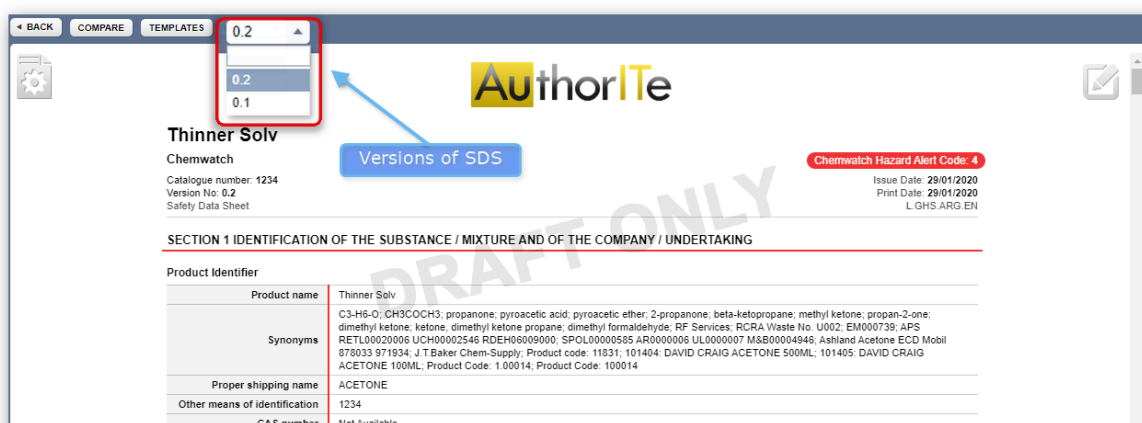 BACK COMPARE TEMPLATES 0.2
0.2
0.1
AuthorITe
Versions of SDS
Thinner Solv
Chemwatch
Chemwatch Hazard Alert Code: 4
Catalogue number: 1234
Version No: 0.2
Safety Data Sheet
Issue Date: 29/01/2020
Print Date: 29/01/2020
L.GHS.ARG.EN
DRAFT ONLY
SECTION 1 IDENTIFICATION OF THE SUBSTANCE / MIXTURE AND OF THE COMPANY / UNDERTAKING
Product Identifier
Product name Thinner Solv
Synonyms
C3-H6-O; CH3COCH3; propanone; pyroacetic acid; pyroacetic ether; 2-propanone; beta-ketopropane; methyl ketone; propan-2-one;
dimethyl ketone; ketone, dimethyl ketone propane; dimethyl formaldehyde; RF Services; RCRA Waste No. U002; EM000739; APS
RETL00020006 UCH00002546 RDEH06009000; SPOL00000585 AR0000006 UL0000007 M&B00004946; Ashland Acetone ECD Mobil
878033 971934; J.T.Baker Chem-Supply; Product code: 11831; 101404: DAVID CRAIG ACETONE 500ML; 101405: DAVID CRAIG
ACETONE 100ML; Product Code: 1.00014; Product Code: 100014
Proper shipping name ACETONE
Other means of identification 1234
CAS number Not Available